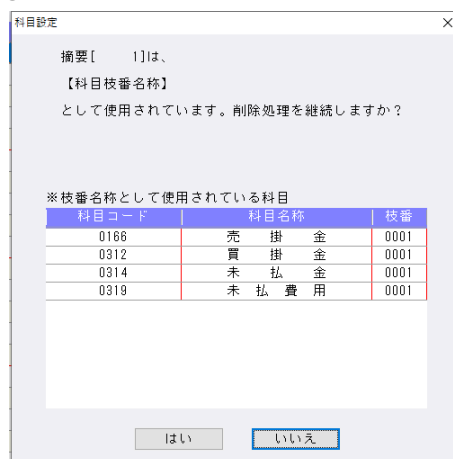 科目設定
摘要[ 1]は、
【科目枝番名称】
として使用されています。削除処理を継続しますか？
※枝番名称として使用されている科目
科目コード 科目名称 枝番
0166 売掛金 0001
0312 買掛金 0001
0314 未払金 0001
0319 未払費用 0001
はい いいえ